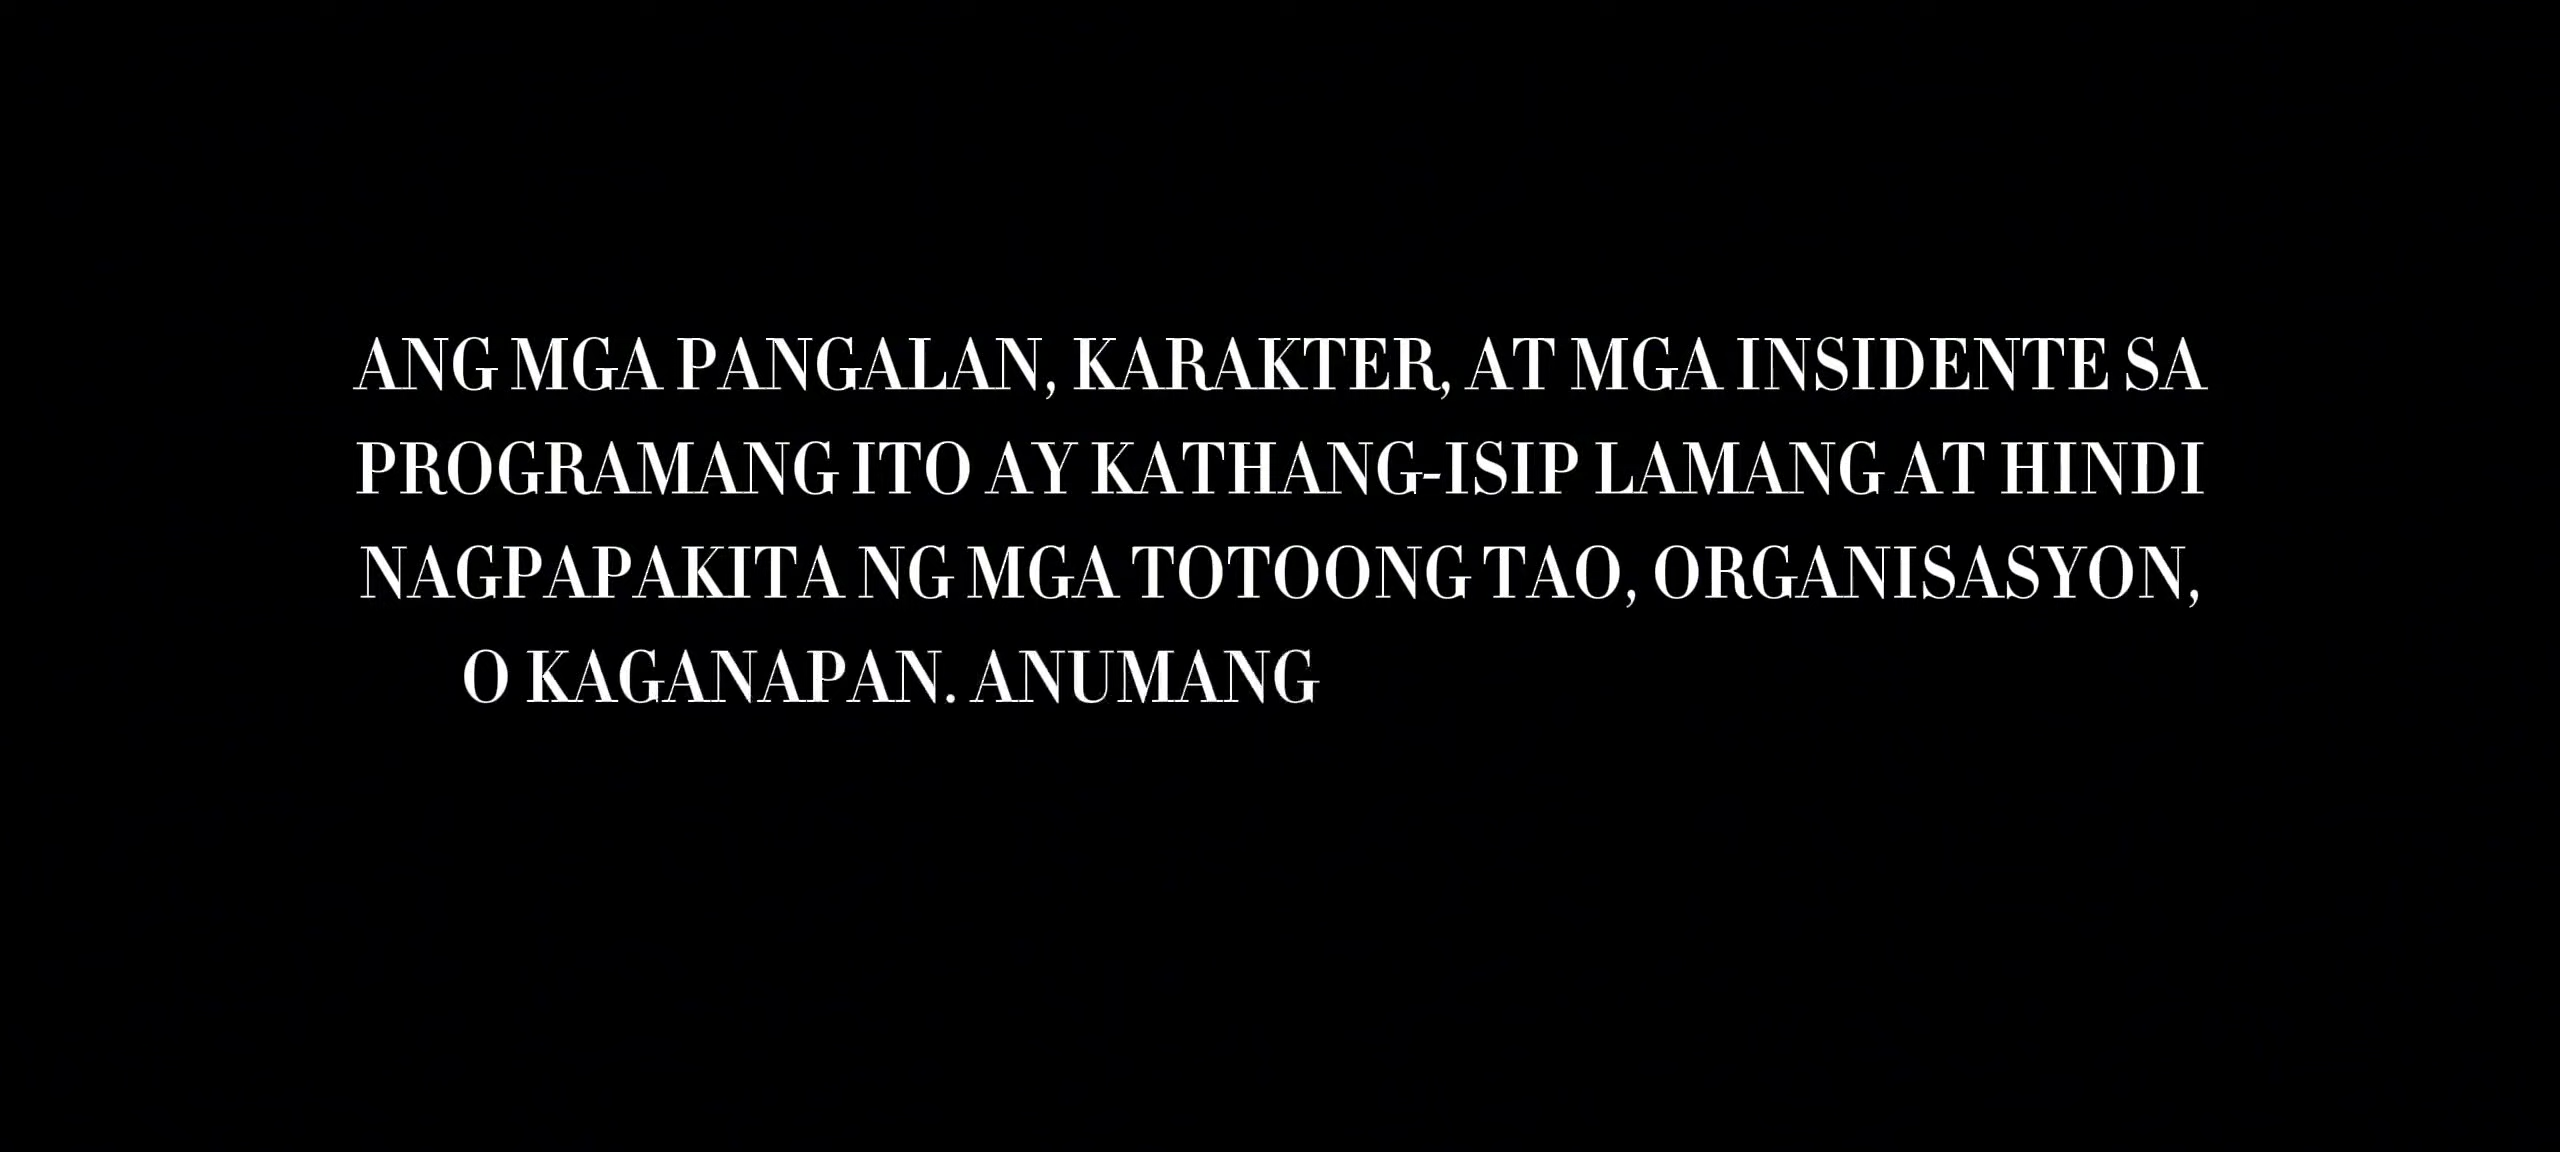 ANG MGA PANGALAN, KARAKTER, AT MGA INSIDENTE SA
PROGRAMANG ITO AY KATHANG-ISIP LAMANG AT HINDI
NAGPAPAKITA NG MGA TOTOONG TAO, ORGANISASYON,
O KAGANAPAN. ANUMANG